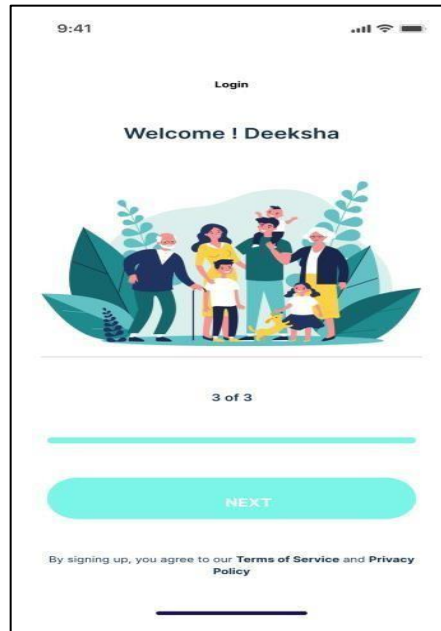 9:41
Login
Welcome ! Deeksha
3 of 3
NEXT
By signing up, you agree to our Terms of Service and Privacy
Policy